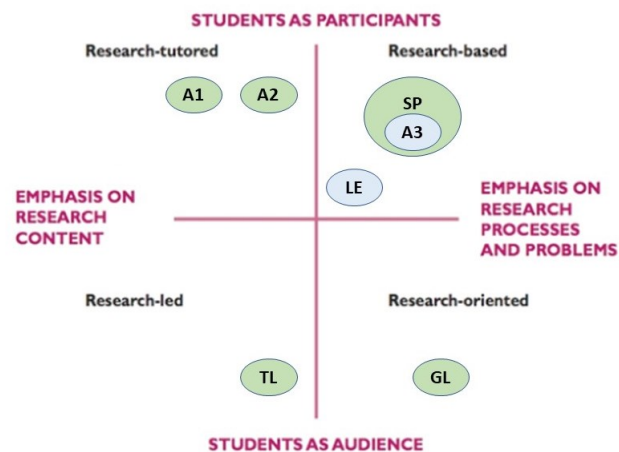 STUDENTS AS PARTICIPANTS
Research-tutored
Research-based
A1
A2
SP
A3
LE
EMPHASIS ON
RESEARCH
CONTENT
EMPHASIS ON
RESEARCH
PROCESSES
AND PROBLEMS
Research-led
Research-oriented
TL
GL
STUDENTS AS AUDIENCE